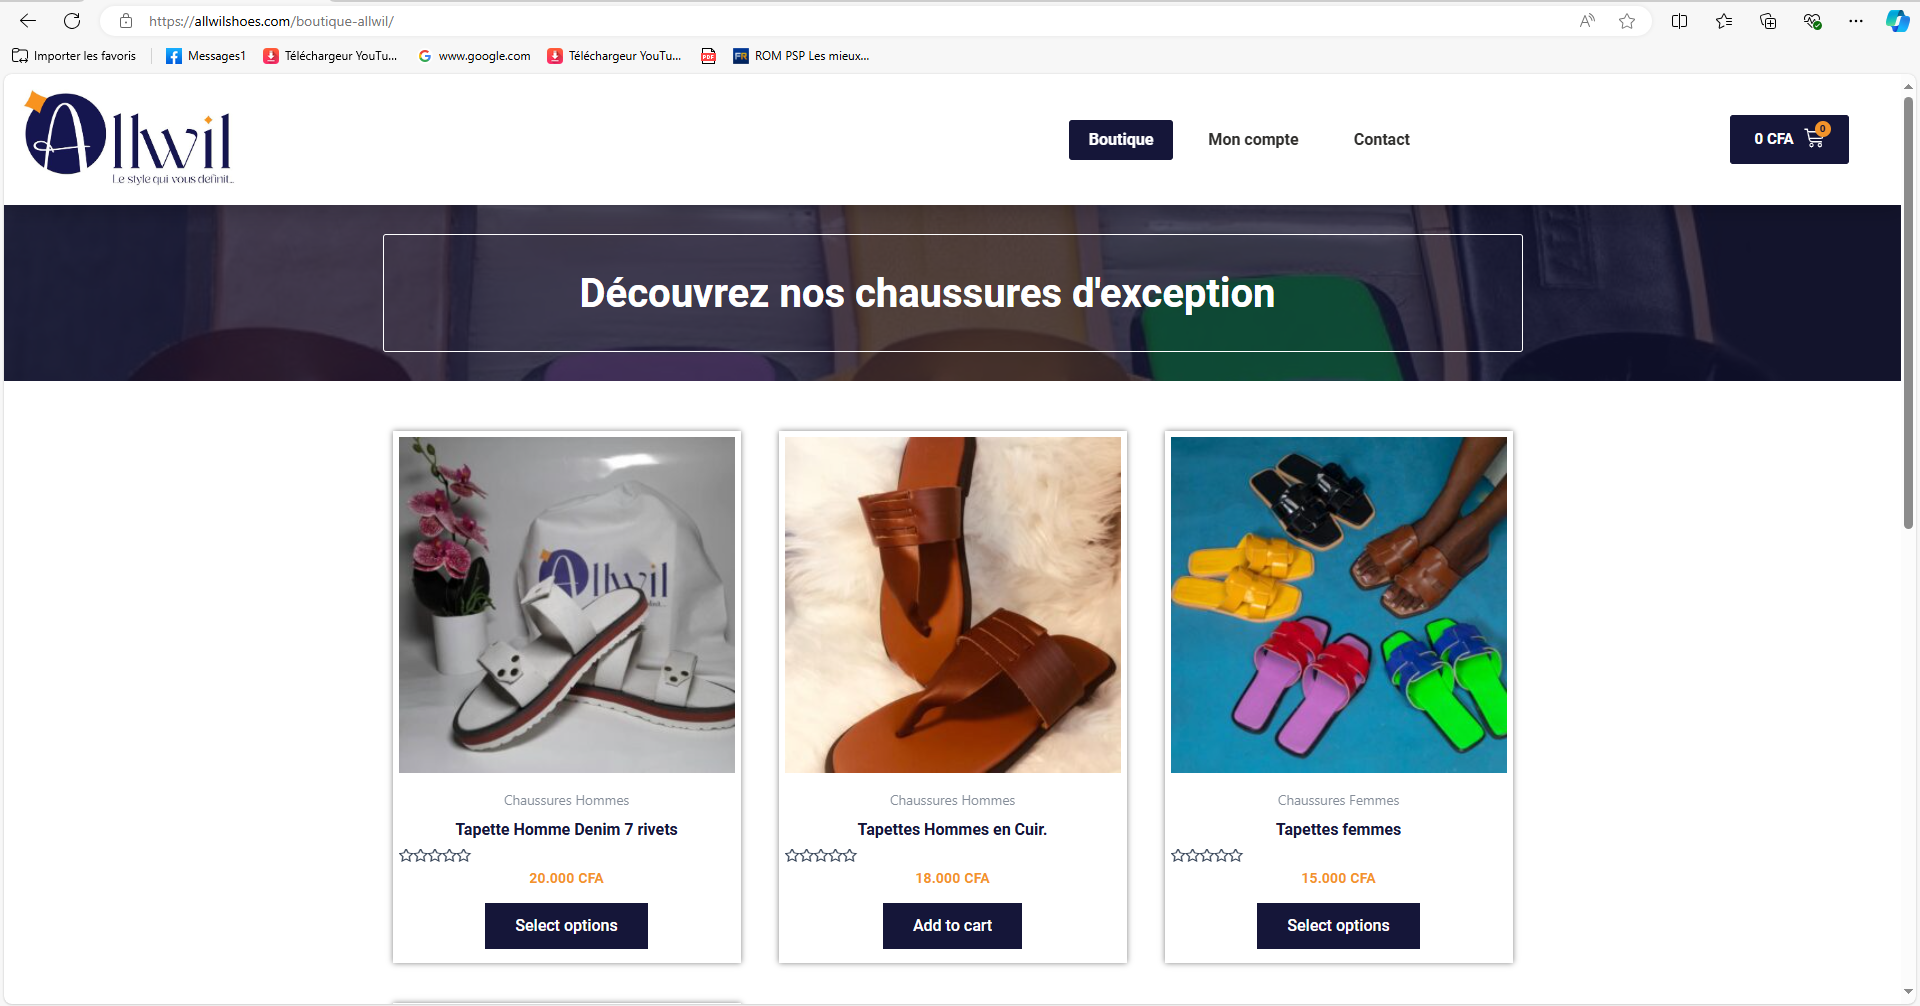 https://allwilshoes.com/boutique-allwil/
Importer les favoris
Messages1
Téléchargeur YouTu...
www.google.com
Téléchargeur YouTu...
PDF
FR
ROM PSP Les mieux...
Allwil
Le style qui vous définit...
Boutique
Mon compte
Contact
0 CFA
0
Découvrez nos chaussures d'exception
Allwil
Chaussures Hommes
Tapette Homme Denim 7 rivets
20.000 CFA
Select options
Chaussures Hommes
Tapettes Hommes en Cuir.
18.000 CFA
Add to cart
Chaussures Femmes
Tapettes femmes
15.000 CFA
Select options